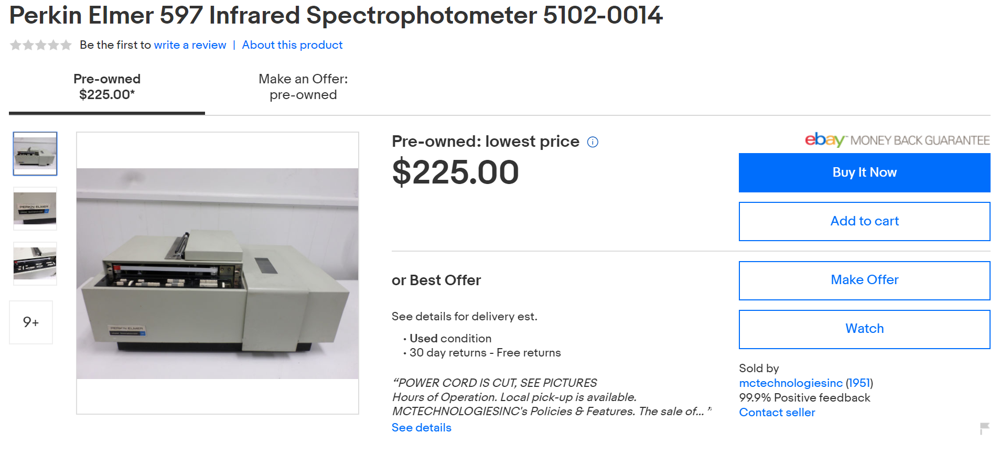 Perkin Elmer 597 Infrared Spectrophotometer 5102-0014
Be the first to write a review | About this product
Pre-owned
$225.00*
Make an Offer:
pre-owned
PERKIN ELMER
9+
PERKIN ELMER
Pre-owned: lowest price
$225.00
or Best Offer
See details for delivery est.
• Used condition
• 30 day returns - Free returns
“POWER CORD IS CUT, SEE PICTURES
Hours of Operation. Local pick-up is available.
MCTECHNOLOGIESINC's Policies & Features. The sale of... ”
See details
ebay™ MONEY BACK GUARANTEE
Buy It Now
Add to cart
Make Offer
Watch
Sold by
mctechnologiesinc (1951)
99.9% Positive feedback
Contact seller